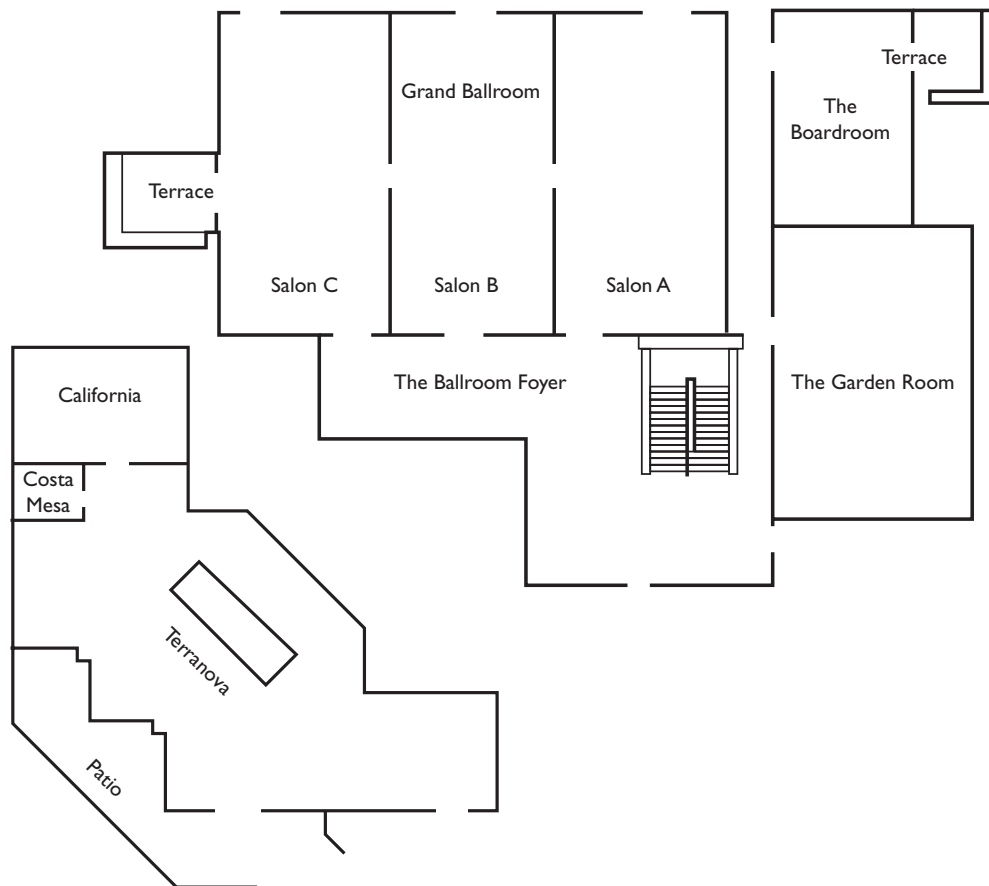 Terrace
Grand Ballroom
The
Boardroom
Terrace
Salon C
Salon B
Salon A
The Ballroom Foyer
The Garden Room
California
Costa
Mesa
Terranova
Patio